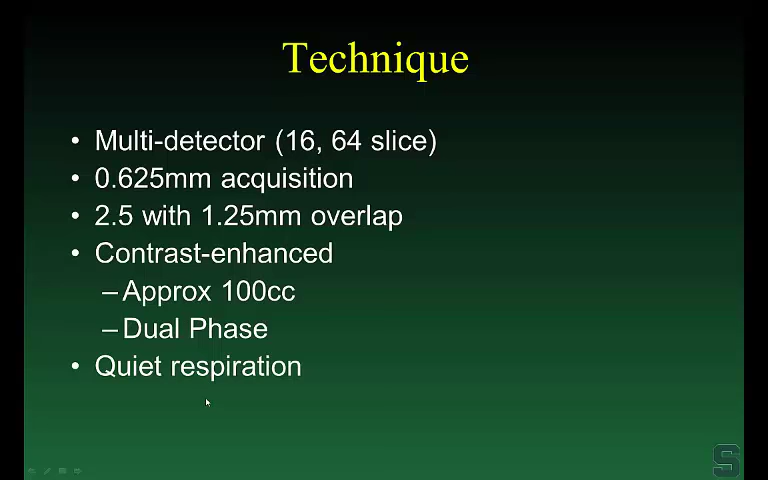 Technique
• Multi-detector (16, 64 slice)
• 0.625mm acquisition
• 2.5 with 1.25mm overlap
• Contrast-enhanced
–Approx 100cc
–Dual Phase
• Quiet respiration
S